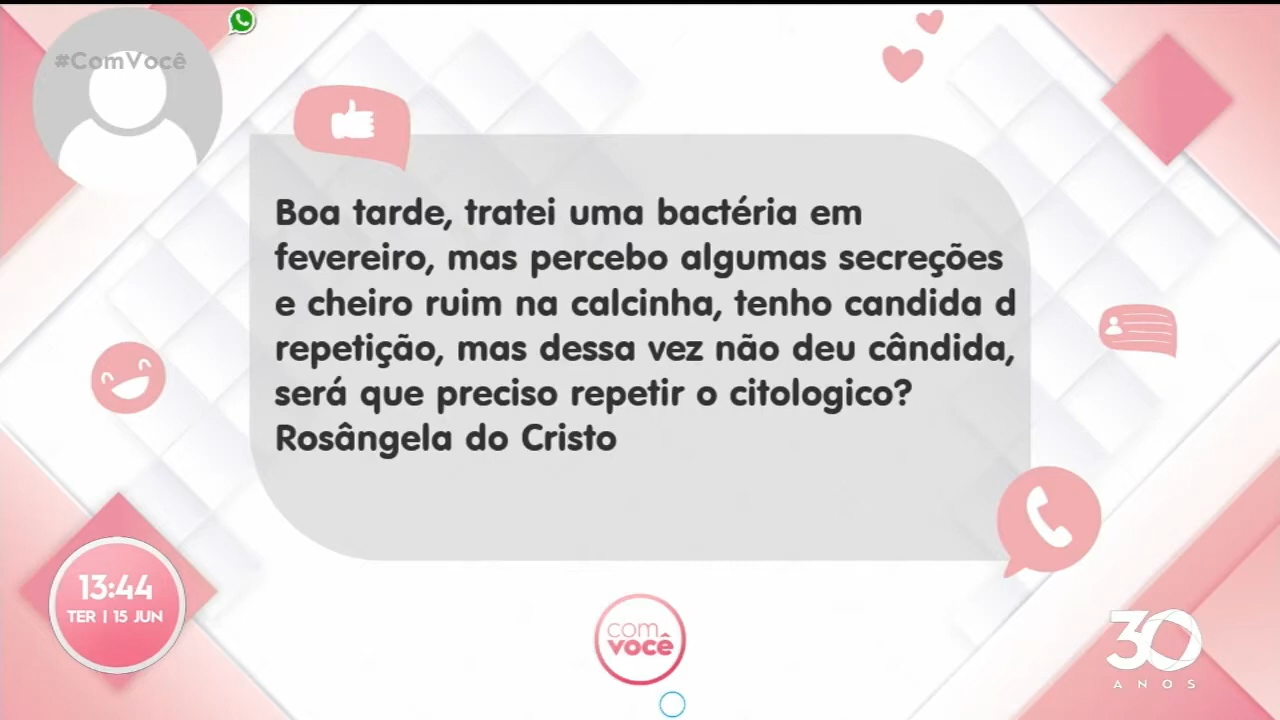 #ComVocê
Boa tarde, tratei uma bactéria em
fevereiro, mas percebo algumas secreções
e cheiro ruim na calcinha, tenho candida d
repetição, mas dessa vez não deu cândida,
será que preciso repetir o citologico?
Rosângela do Cristo
13:44
TER | 15 JUN
com
você
30
ANOS